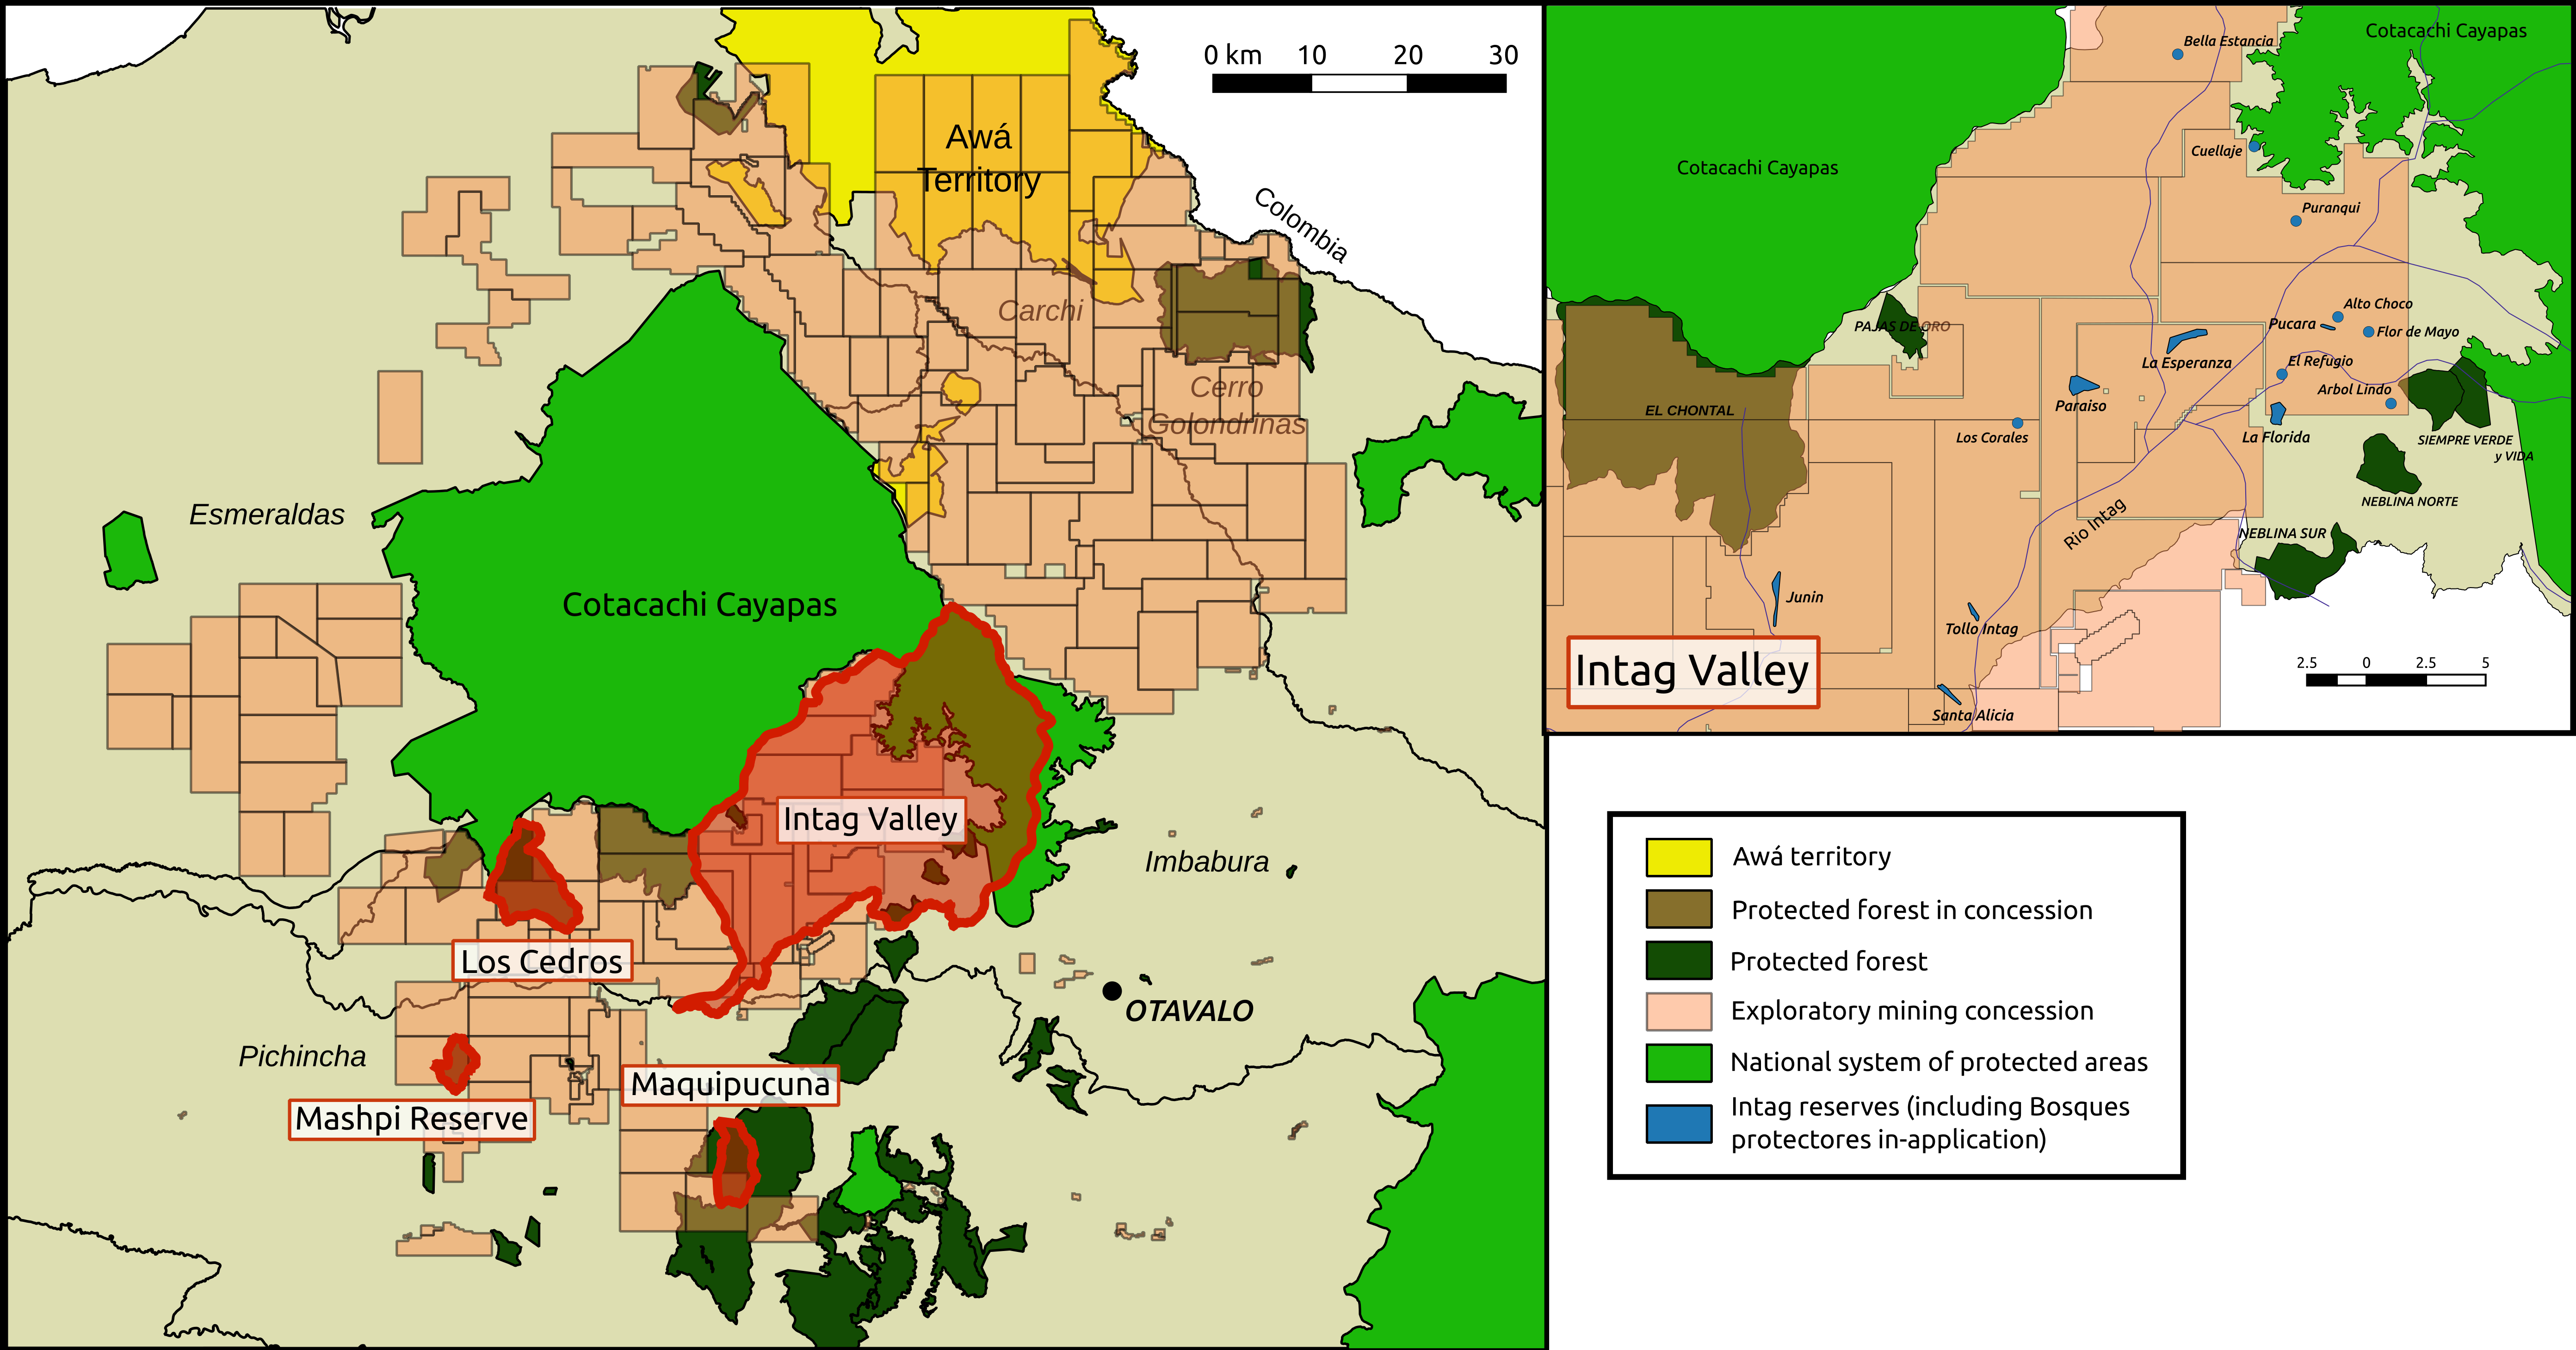 0 km 10 20 30
Awá
Territory
Colombia
Carchi
Cerro
Golondrinas
Esmeraldas
Cotacachi Cayapas
Intag Valley
Imbabura
Los Cedros
OTAVALO
Pichincha
Maquipucuna
Mashpi Reserve
Cotacachi Cayapas
Bella Estancia
Cuellaje
Cotacachi Cayapas
Puranqui
Alto Choco
Pucara
Flor de Mayo
PAJAS DE ORO
La Esperanza
El Refugio
Arbol Lindo
Paraiso
EL CHONTAL
Los Corales
La Florida
SIEMPRE VERDE
y VIDA
NEBLINA NORTE
Rio Intag
NEBLINA SUR
Junin
Tollo Intag
Intag Valley
2.5 0 2.5 5
Santa Alicia
Awá territory
Protected forest in concession
Protected forest
Exploratory mining concession
National system of protected areas
Intag reserves (including Bosques
protectores in-application)